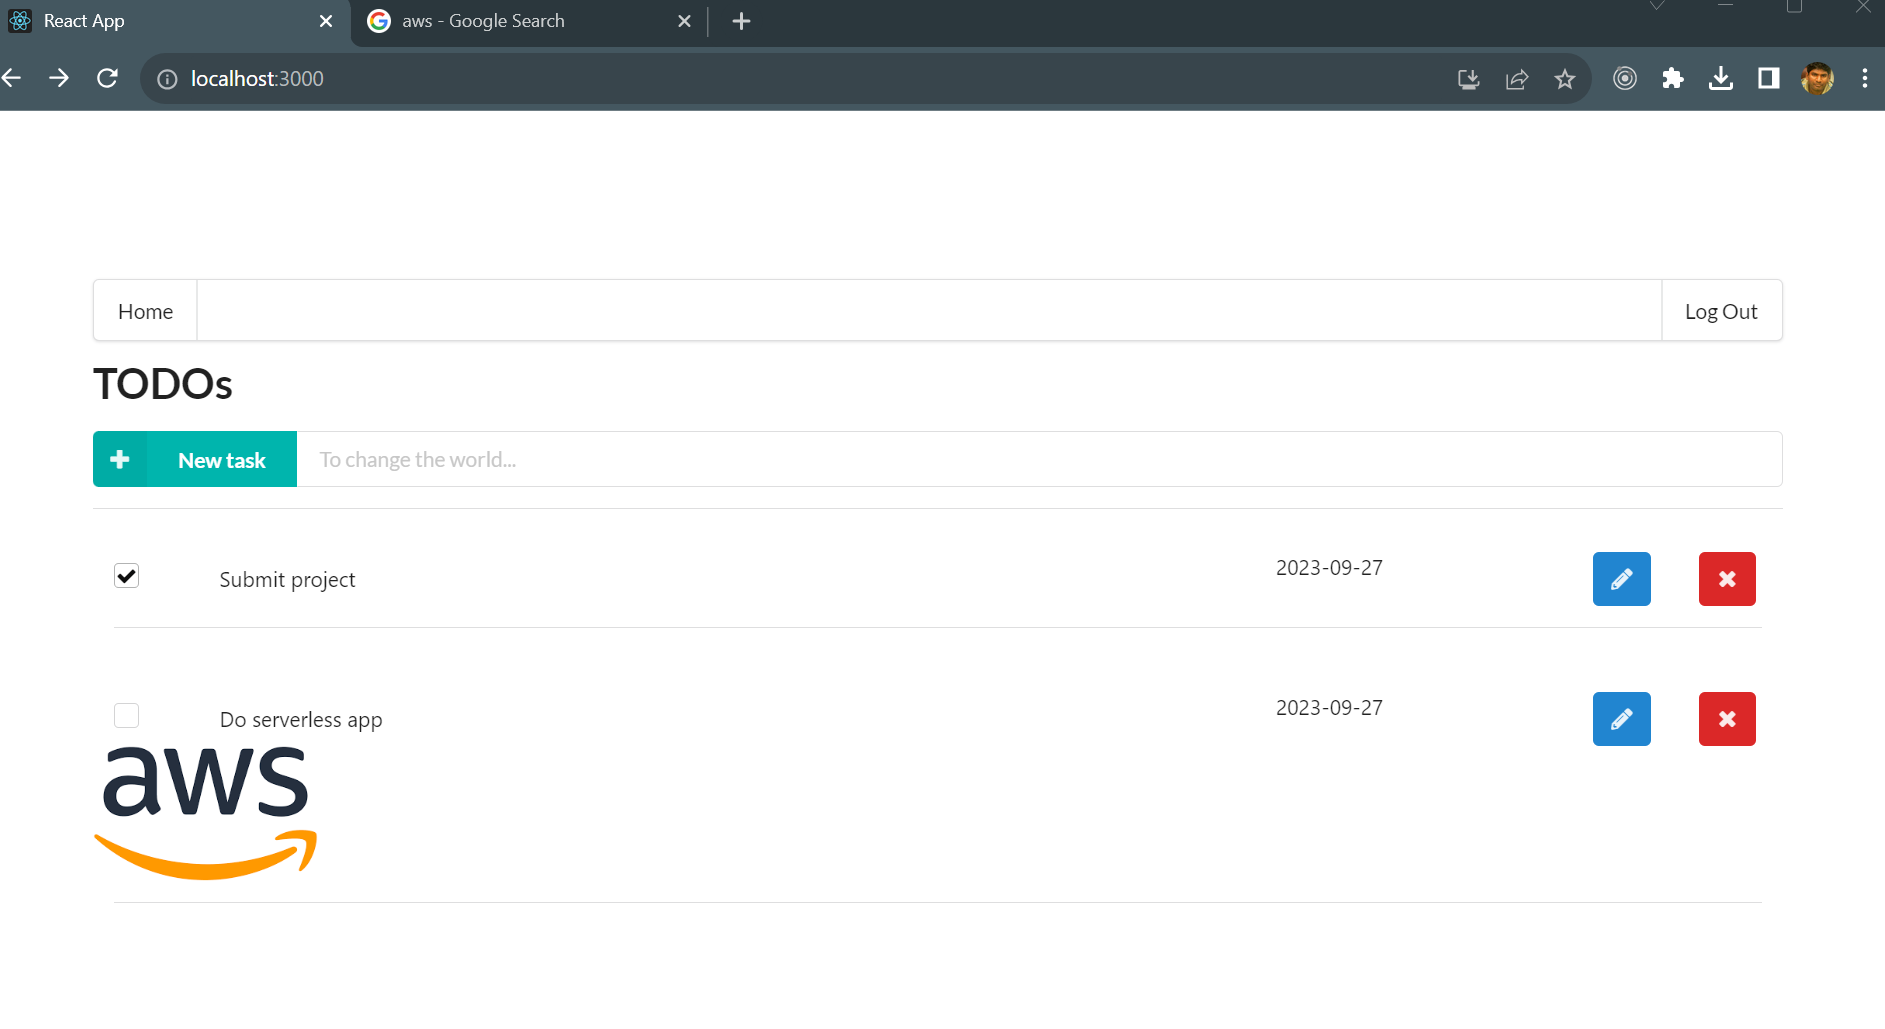 React App
aws - Google Search
localhost:3000
Home
Log Out
TODOs
New task
To change the world...
Submit project
2023-09-27
Do serverless app
2023-09-27
aws